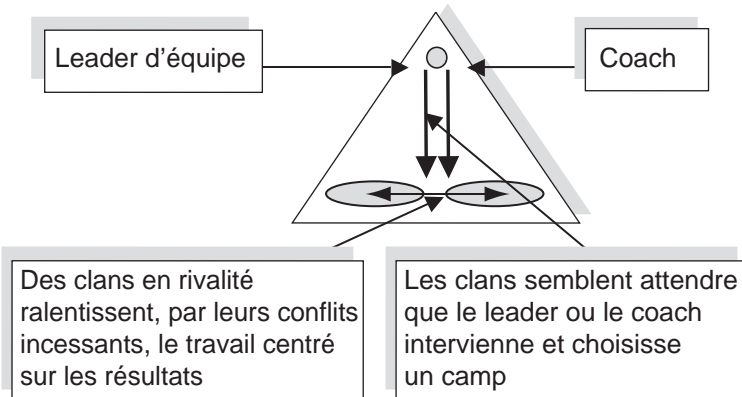 Leader d’équipe
Coach
Des clans en rivalité
ralentissent, par leurs conflits
incessants, le travail centré
sur les résultats
Les clans semblent attendre
que le leader ou le coach
intervienne et choisisse
un camp